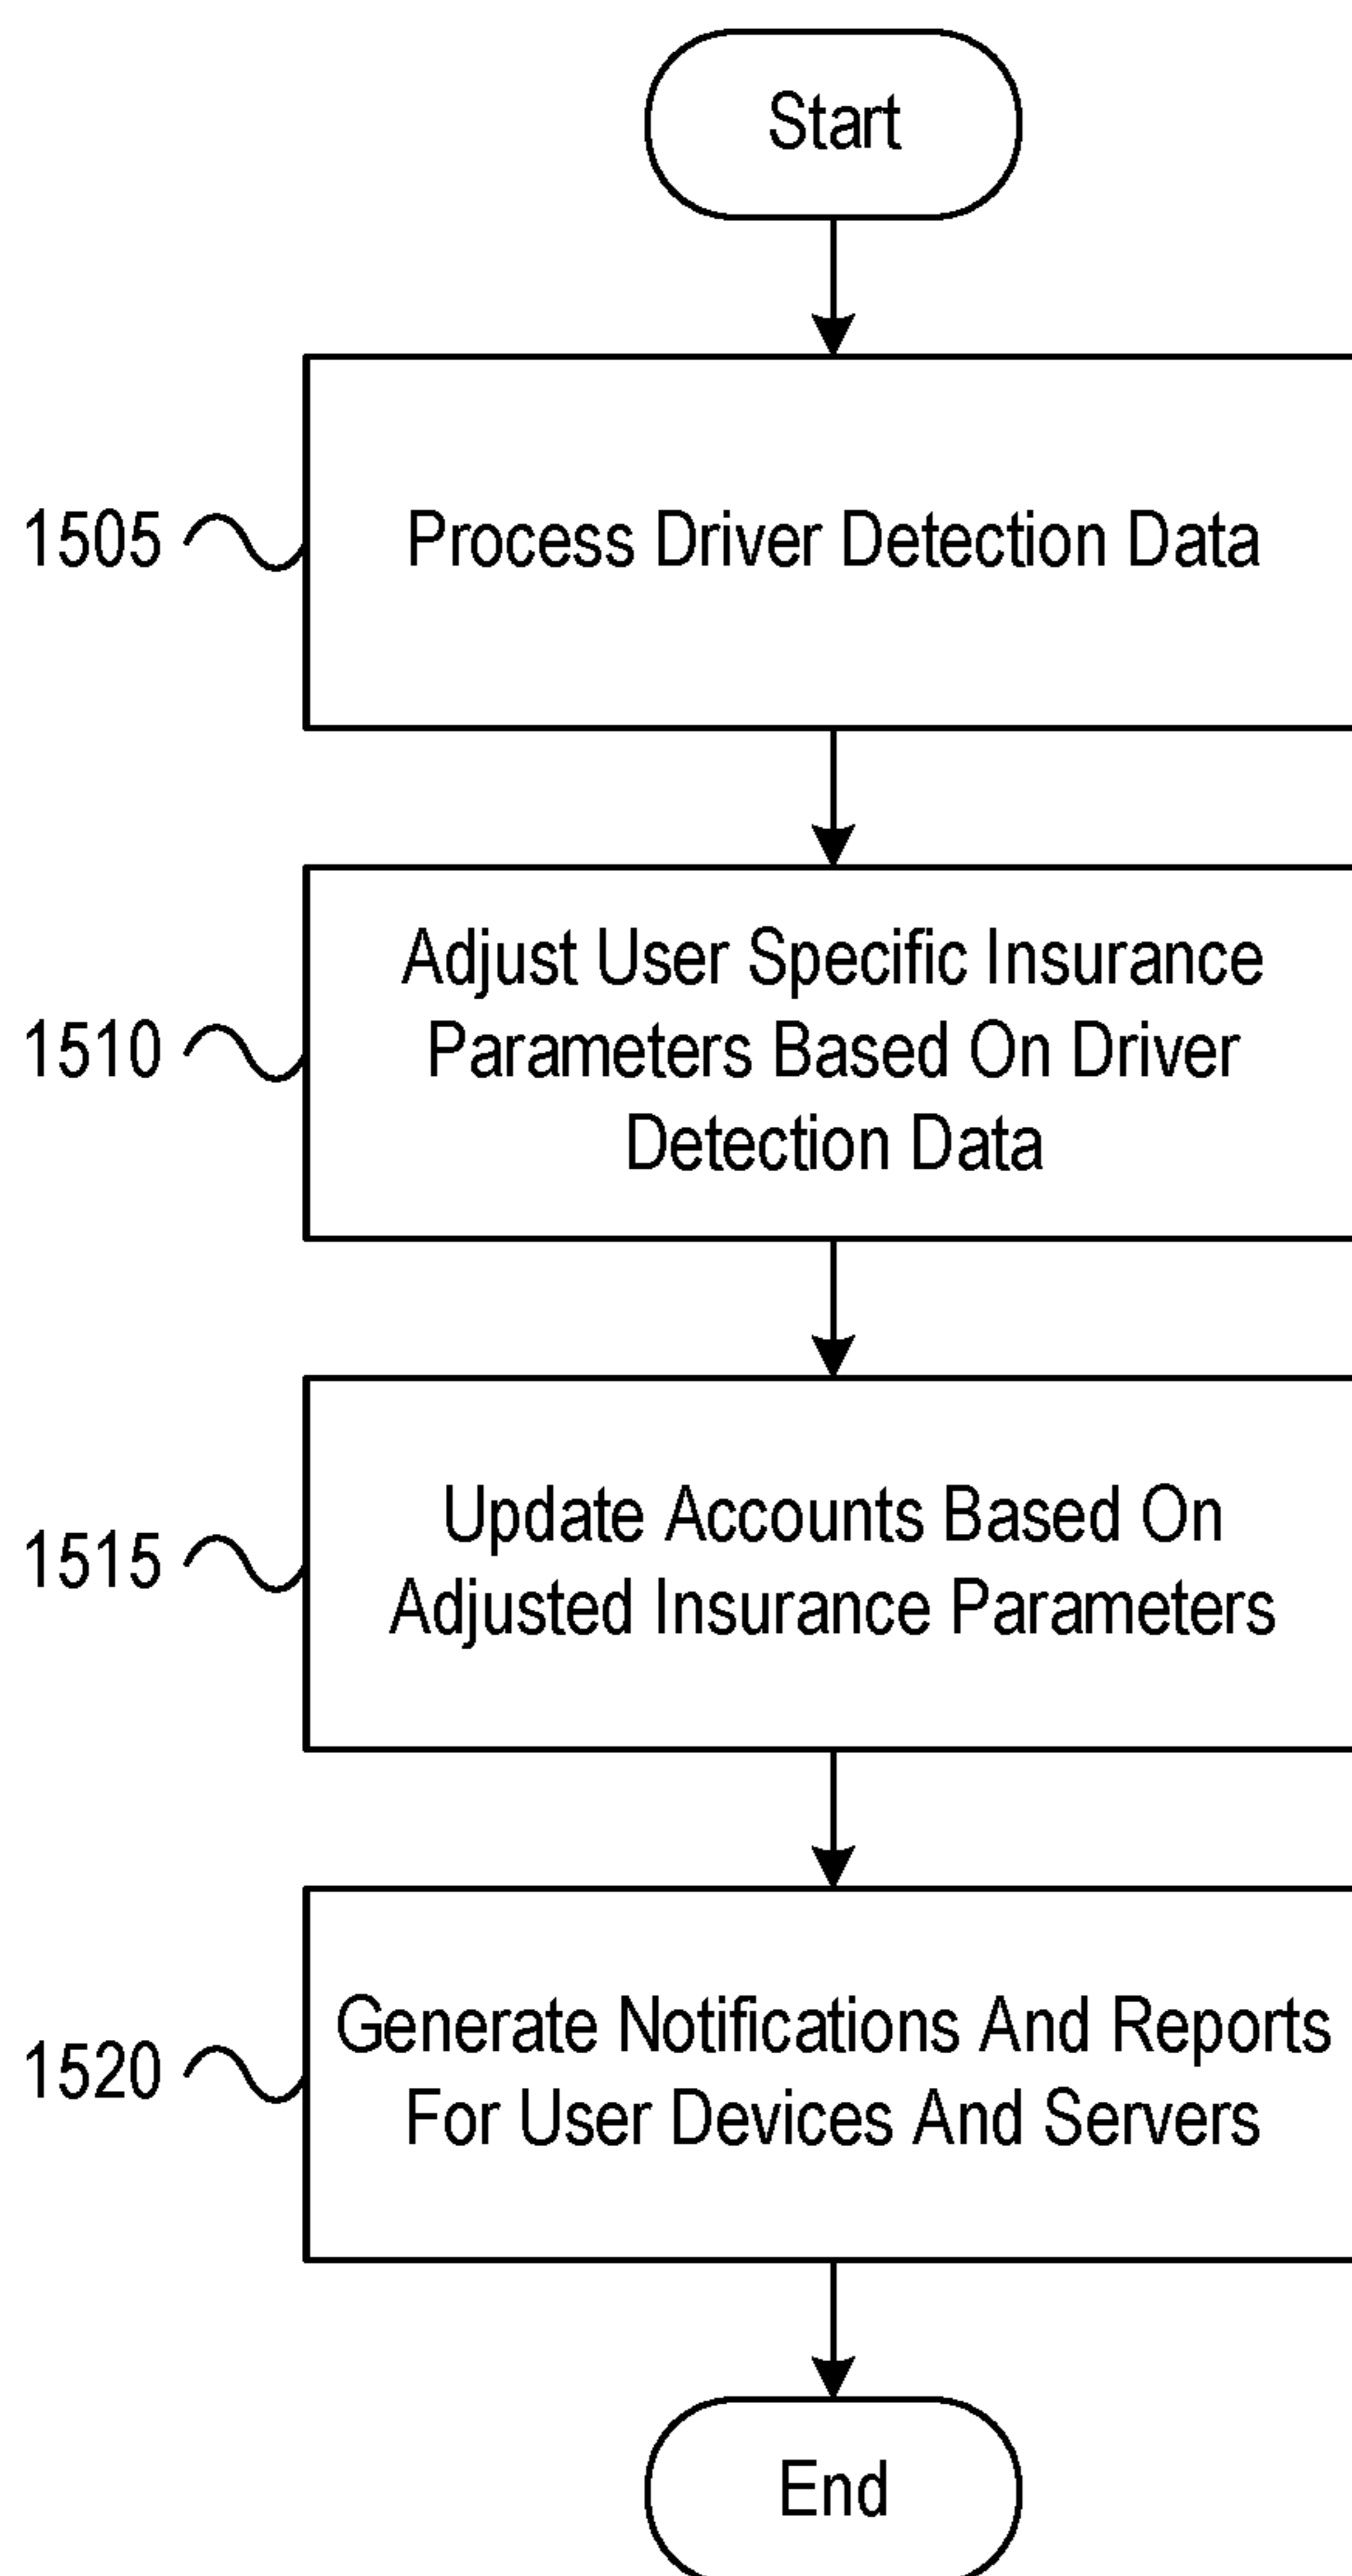 Start
1505
Process Driver Detection Data
1510
Adjust User Specific Insurance
Parameters Based On Driver
Detection Data
1515
Update Accounts Based On
Adjusted Insurance Parameters
1520
Generate Notifications And Reports
For User Devices And Servers
End